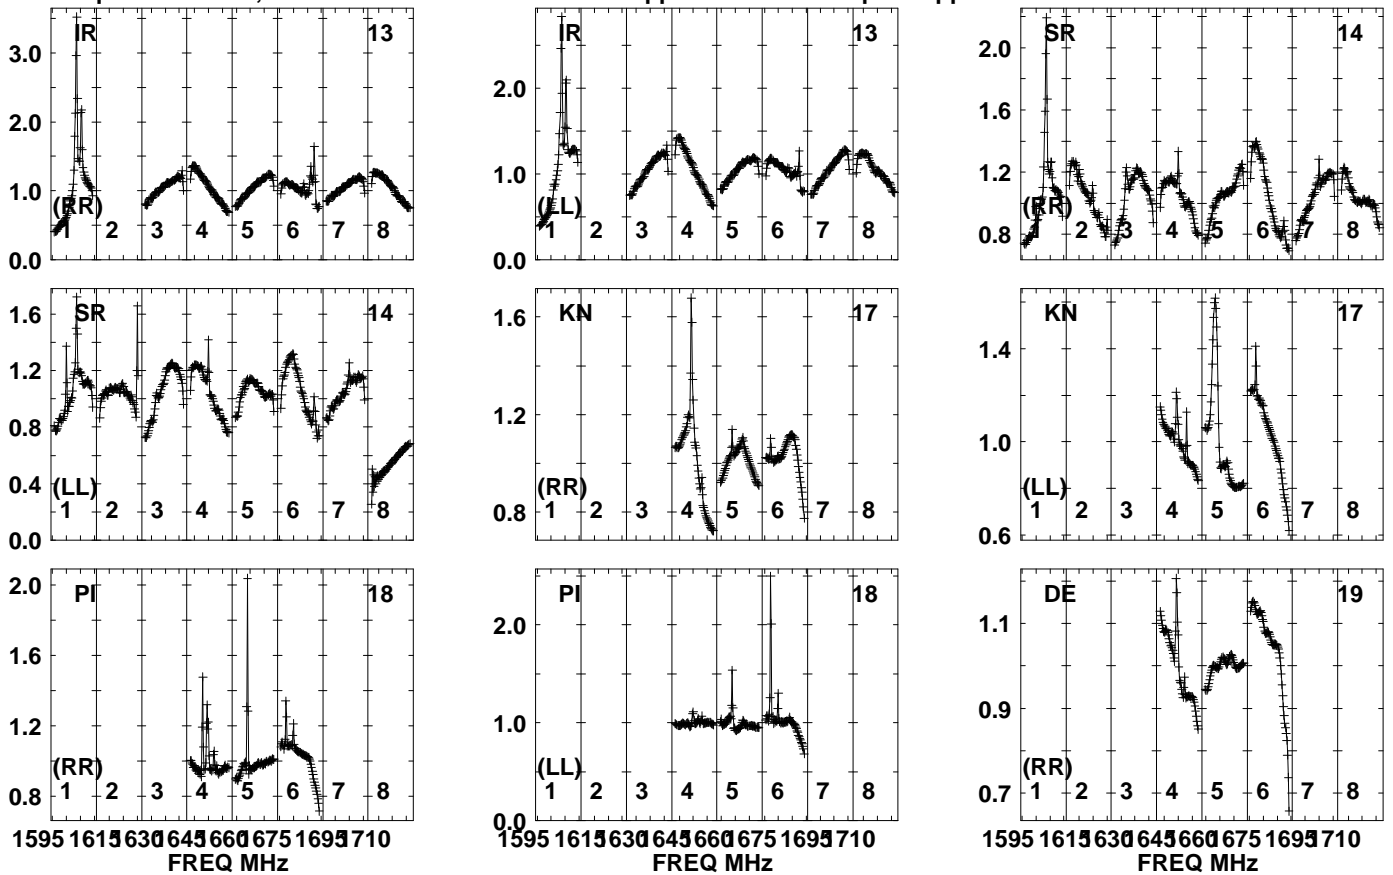 IR 13
3.0
2.0
1.0
0.0
(RR)
1 2 3 4 5 6 7 8
IR 13
2.0
1.0
0.0
(LL)
1 2 3 4 5 6 7 8
SR 14
2.0
1.6
1.2
0.8
(RR)
1 2 3 4 5 6 7 8
SR 14
1.6
1.2
0.8
0.4
0.0
(LL)
1 2 3 4 5 6 7 8
KN 17
1.6
1.2
0.8
(RR)
1 2 3 4 5 6 7 8
KN 17
1.4
1.0
0.6
(LL)
1 2 3 4 5 6 7 8
PI 18
2.0
1.6
1.2
0.8
(RR)
1 2 3 4 5 6 7 8
1595 1615 1630 1645 1660 1675 1695 1710
FREQ MHz
PI 18
2.0
1.0
0.0
(LL)
1 2 3 4 5 6 7 8
1595 1615 1630 1645 1660 1675 1695 1710
FREQ MHz
DE 19
1.1
0.9
0.7
(RR)
1 2 3 4 5 6 7 8
1595 1615 1630 1645 1660 1675 1695 1710
FREQ MHz